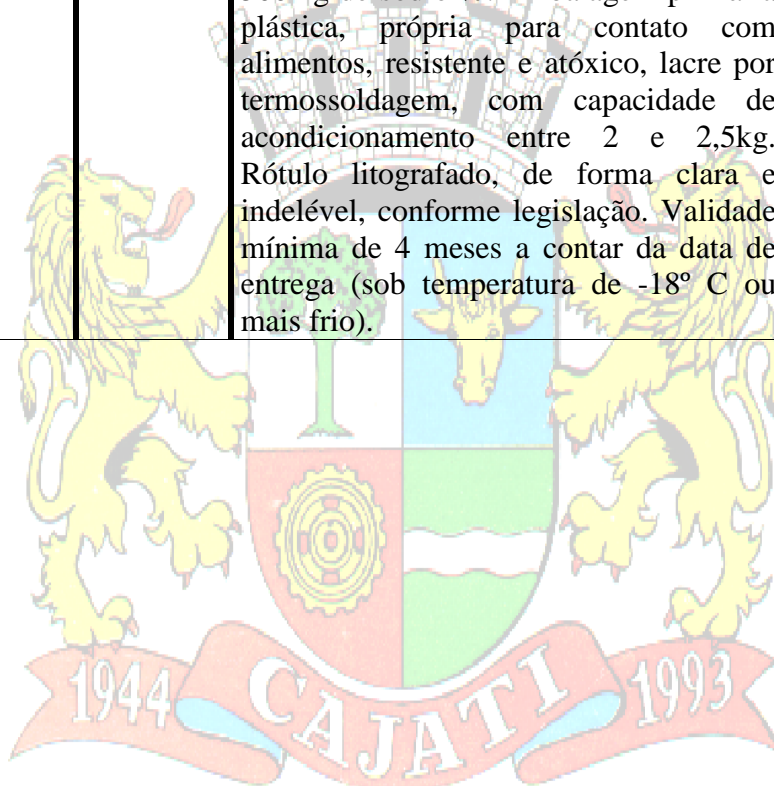 plástica, própria para contato com
alimentos, resistente e atóxico, lacre por
termossoldagem, com capacidade de
acondicionamento entre 2 e 2,5kg.
Rótulo litografado, de forma clara e
indelével, conforme legislação. Validade
mínima de 4 meses a contar da data de
entrega (sob temperatura de -18º C ou
mais frio).
1944 CAJATI 1993